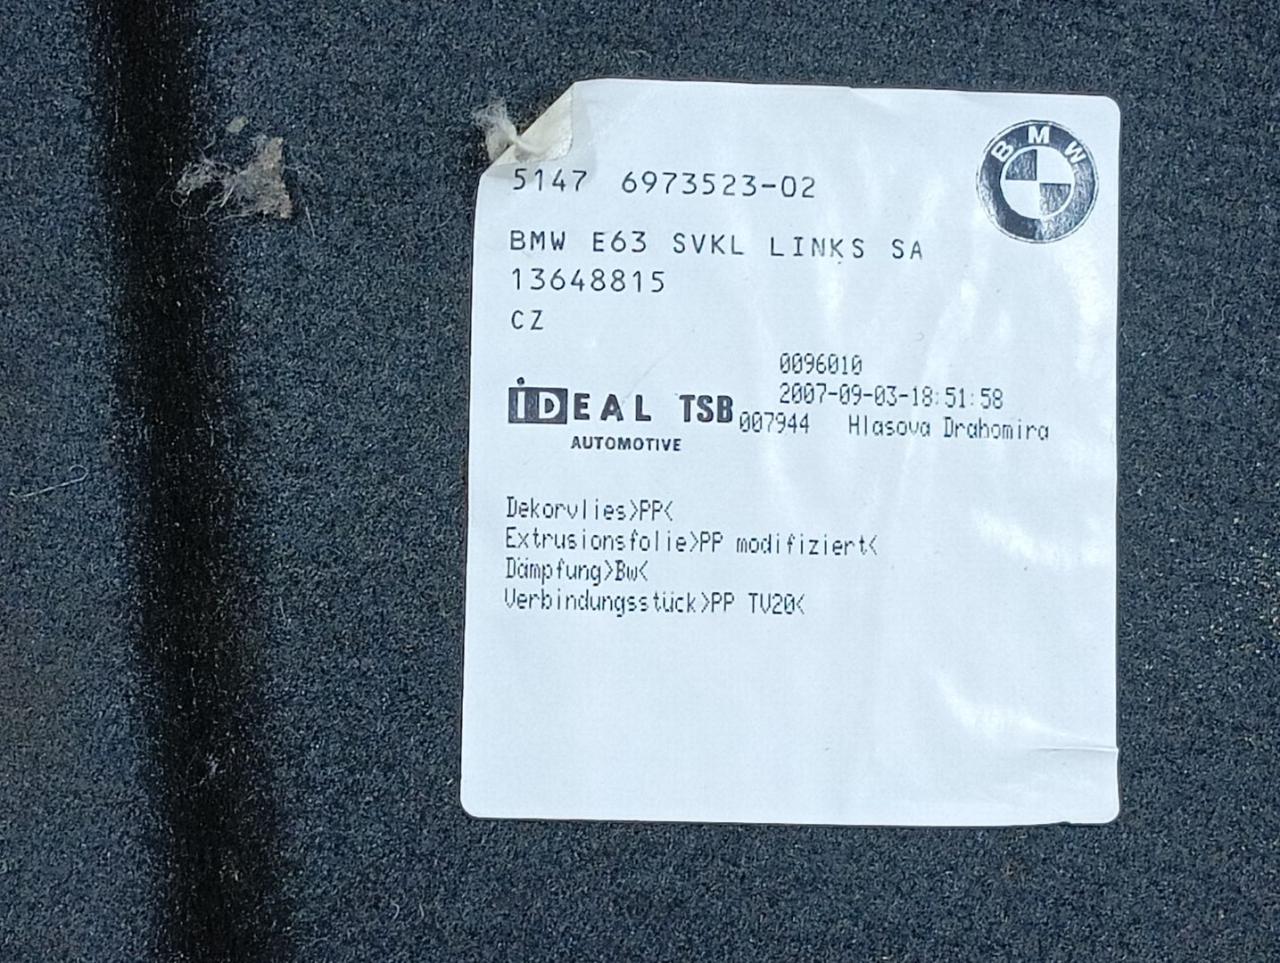 BMW
5147 6973523-02
BMW E63 SVKL LINKS SA
13648815
CZ
0096010
2007-09-03-18:51:58
iDEAL TSB
007944 Hlasova Drahomira
AUTOMOTIVE
Dekorvlies>PP<
Extrusionsfolie>PP modifiziert<
Dämpfung>Bw<
Verbindungsstück>PP TV20<